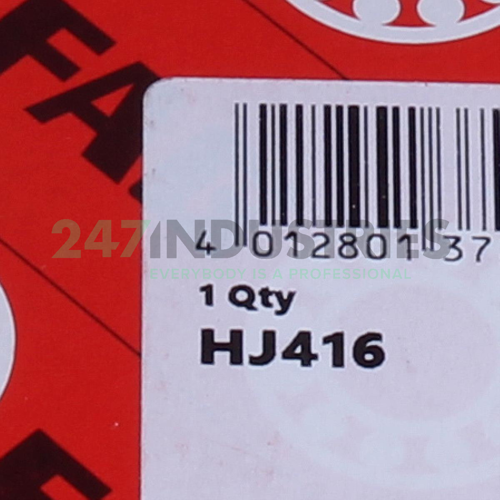 FA
4 012801 37
247INDUSTRIES
EVERYBODY IS A PROFESSIONAL
1 Qty
HJ416
F